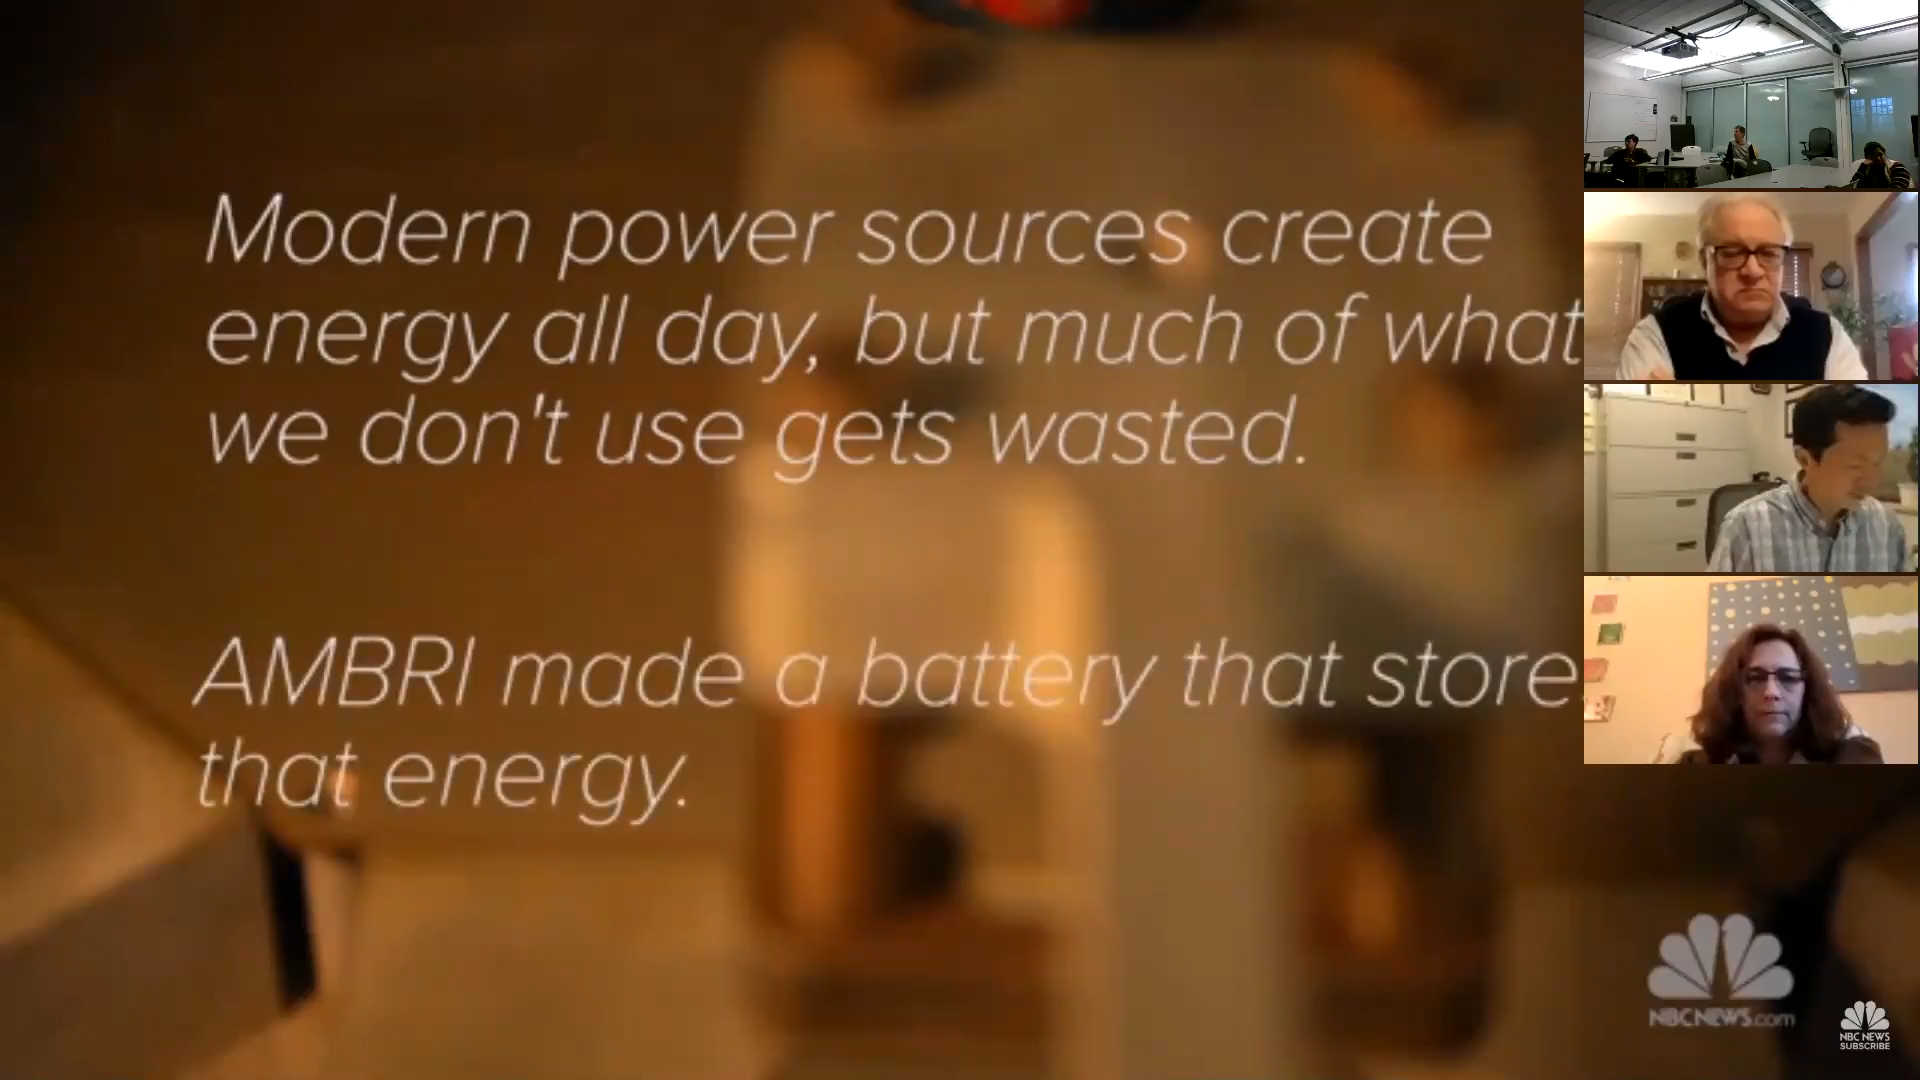 Modern power sources create
energy all day, but much of what
we don't use gets wasted.
AMBRI made a battery that store
that energy.
NBCNEWS.com
NBC NEWS
SUBSCRIBE